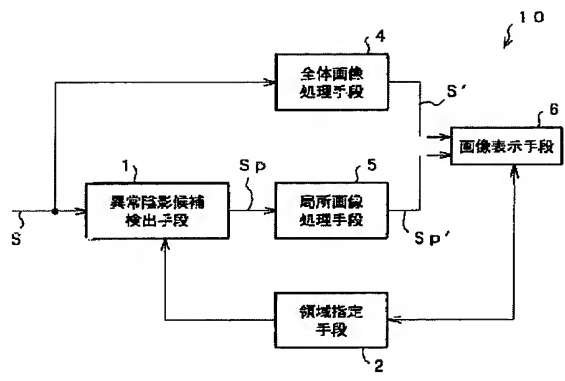 10
4
全体画像
処理手段
S'
6
画像表示手段
1
異常陰影候補
検出手段
Sp
5
局所画像
処理手段
Sp'
S
領域指定
手段
2